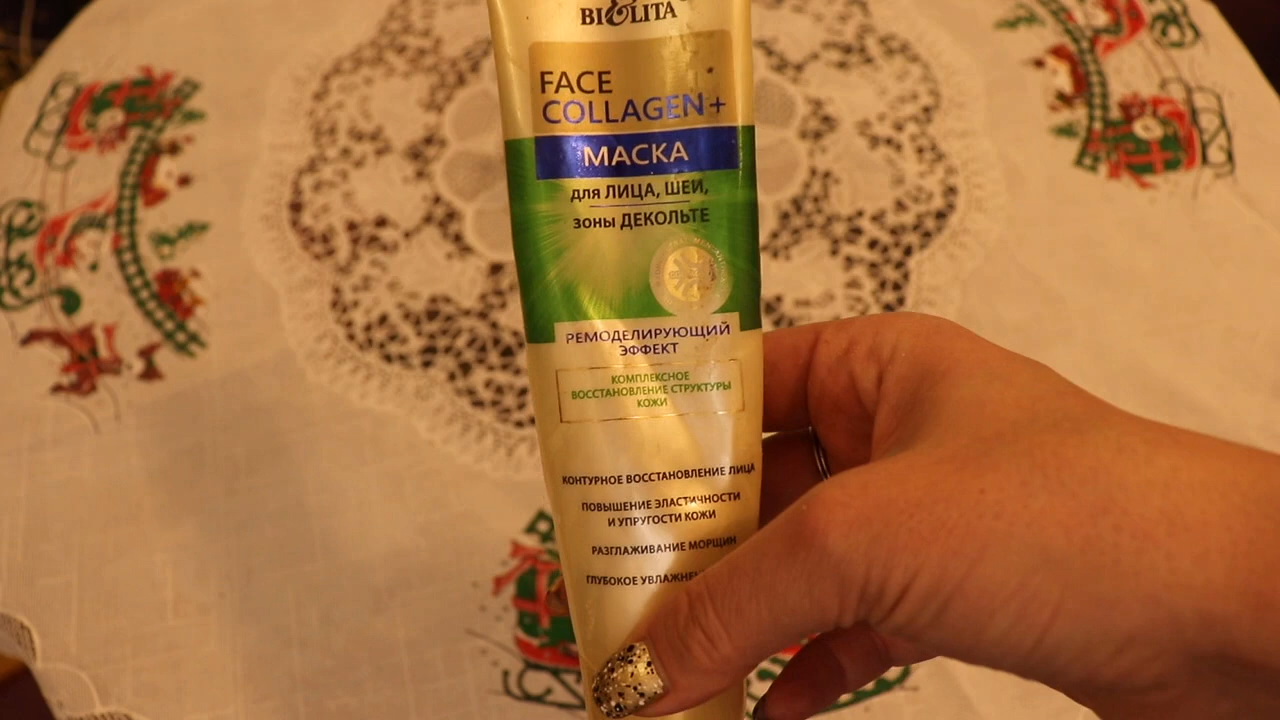 BIELITA
FACE
COLLAGEN+
МАСКА
для ЛИЦА, ШЕИ,
зоны ДЕКОЛЬТЕ
РЕМОДЕЛИРУЮЩИЙ
ЭФФЕКТ
КОМПЛЕКСНОЕ
ВОССТАНОВЛЕНИЕ СТРУКТУРЫ
КОЖИ
КОНТУРНОЕ ВОССТАНОВЛЕНИЕ ЛИЦА
ПОВЫШЕНИЕ ЭЛАСТИЧНОСТИ
И УПРУГОСТИ КОЖИ
РАЗГЛАЖИВАНИЕ МОРЩИН
ГЛУБОКОЕ